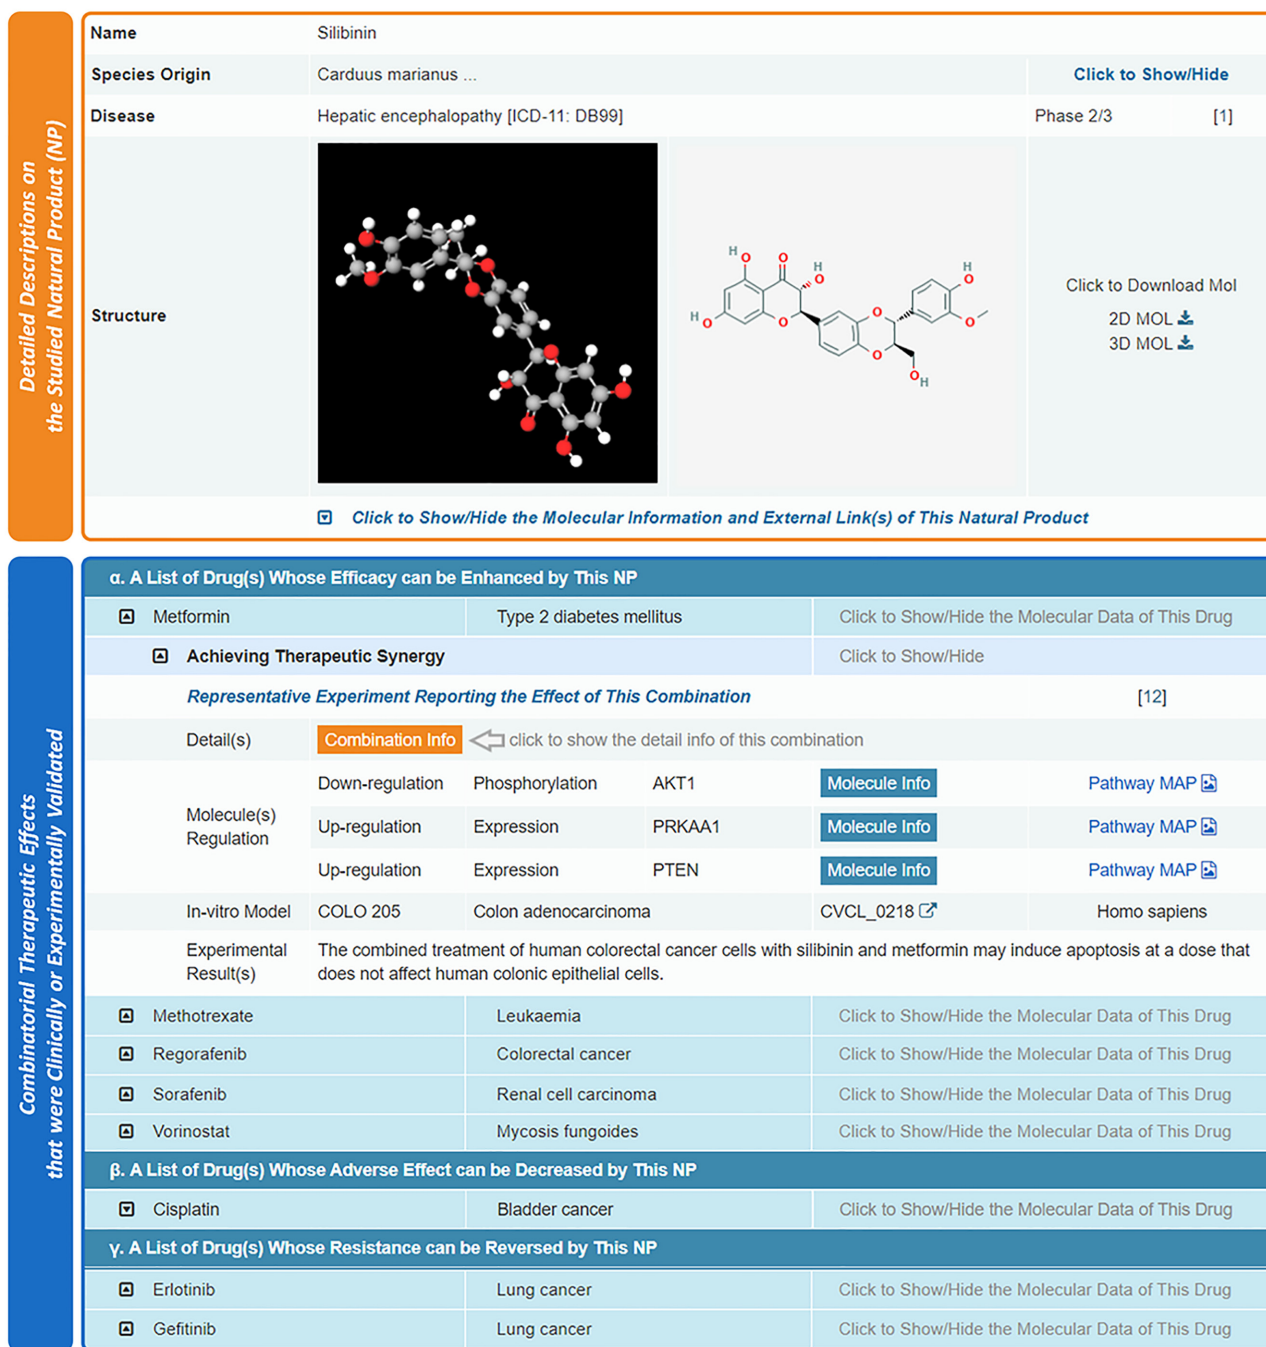 Detailed Descriptions on
the Studied Natural Product (NP)
Name Silibinin
Species Origin Carduus marianus ... Click to Show/Hide
Disease Hepatic encephalopathy [ICD-11: DB99] Phase 2/3 [1]
Structure
H O O H O H O O O O H O O O H
Click to Download Mol
2D MOL
3D MOL
Click to Show/Hide the Molecular Information and External Link(s) of This Natural Product
Combinatorial Therapeutic Effects
that were Clinically or Experimentally Validated
α. A List of Drug(s) Whose Efficacy can be Enhanced by This NP
Metformin Type 2 diabetes mellitus Click to Show/Hide the Molecular Data of This Drug
Achieving Therapeutic Synergy Click to Show/Hide
Representative Experiment Reporting the Effect of This Combination [12]
Detail(s) Combination Info click to show the detail info of this combination
Molecule(s)
Regulation
Down-regulation Phosphorylation AKT1 Molecule Info Pathway MAP
Up-regulation Expression PRKAA1 Molecule Info Pathway MAP
Up-regulation Expression PTEN Molecule Info Pathway MAP
In-vitro Model COLO 205 Colon adenocarcinoma CVCL_0218 Homo sapiens
Experimental
Result(s)
The combined treatment of human colorectal cancer cells with silibinin and metformin may induce apoptosis at a dose that
does not affect human colonic epithelial cells.
Methotrexate Leukaemia Click to Show/Hide the Molecular Data of This Drug
Regorafenib Colorectal cancer Click to Show/Hide the Molecular Data of This Drug
Sorafenib Renal cell carcinoma Click to Show/Hide the Molecular Data of This Drug
Vorinostat Mycosis fungoides Click to Show/Hide the Molecular Data of This Drug
β. A List of Drug(s) Whose Adverse Effect can be Decreased by This NP
Cisplatin Bladder cancer Click to Show/Hide the Molecular Data of This Drug
γ. A List of Drug(s) Whose Resistance can be Reversed by This NP
Erlotinib Lung cancer Click to Show/Hide the Molecular Data of This Drug
Gefitinib Lung cancer Click to Show/Hide the Molecular Data of This Drug